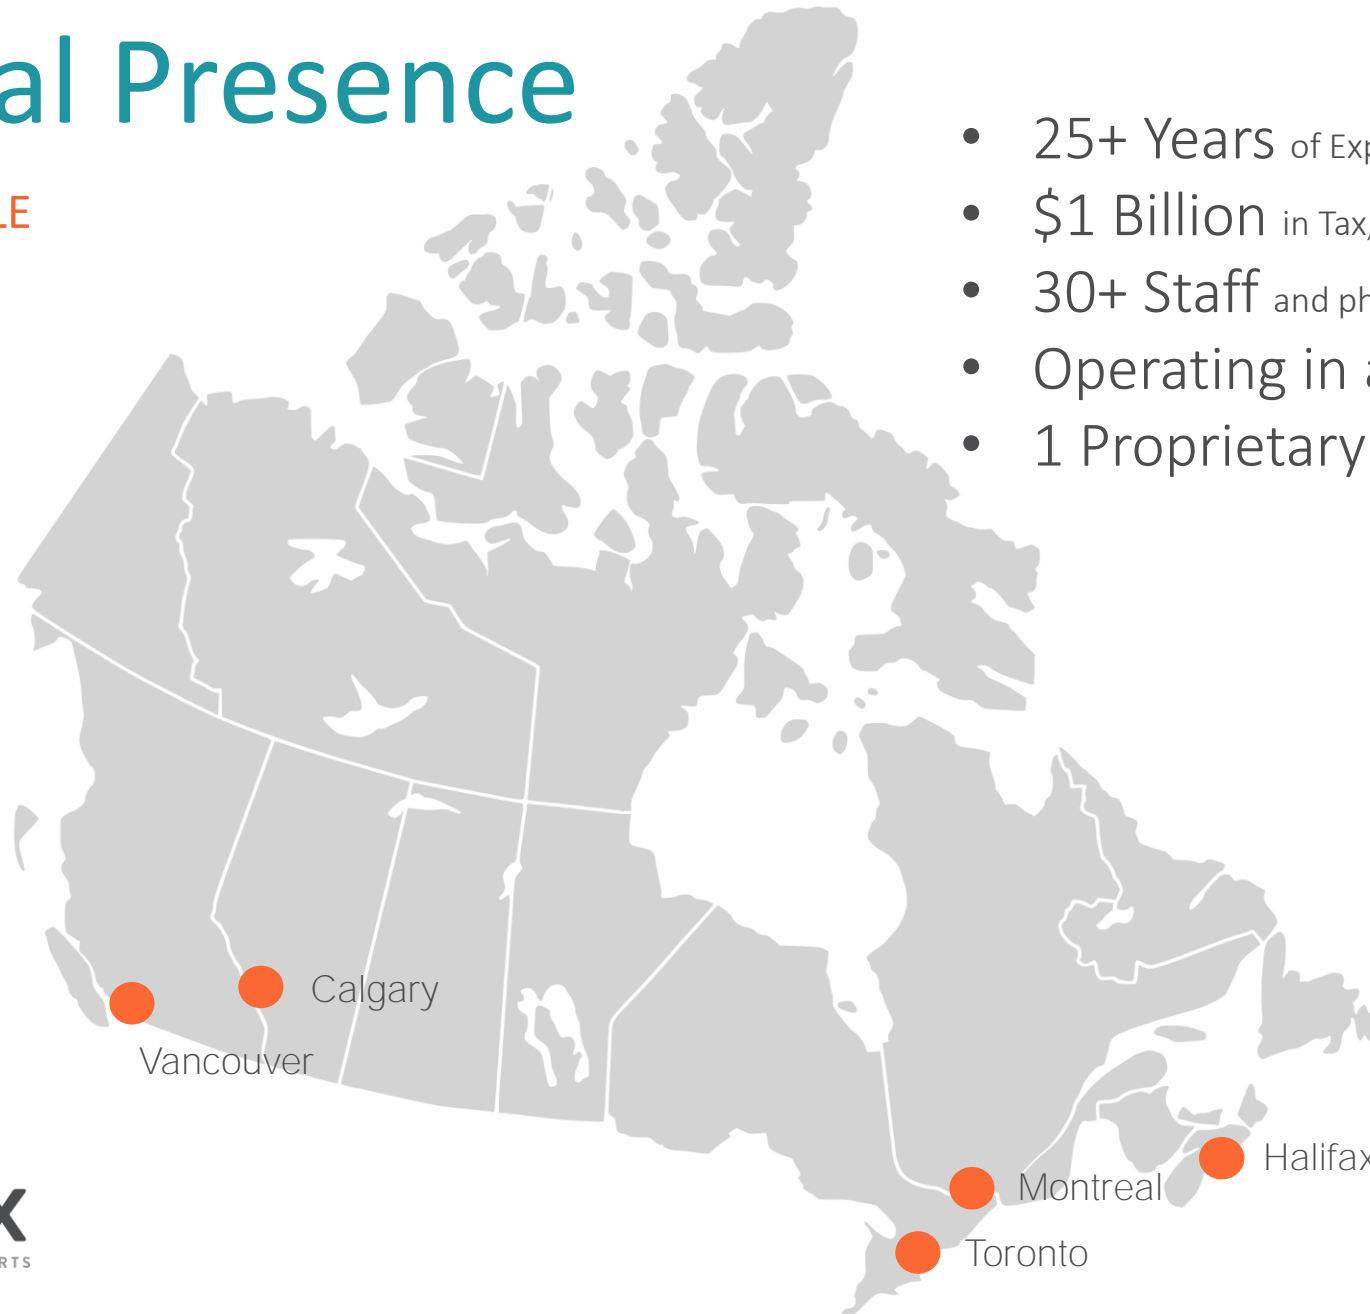 al Presence
LE
• 25+ Years of Exp
• $1 Billion in Tax,
• 30+ Staff and ph
• Operating in a
• 1 Proprietary
Calgary
Vancouver
Halifax
Montreal
Toronto
X
RTS